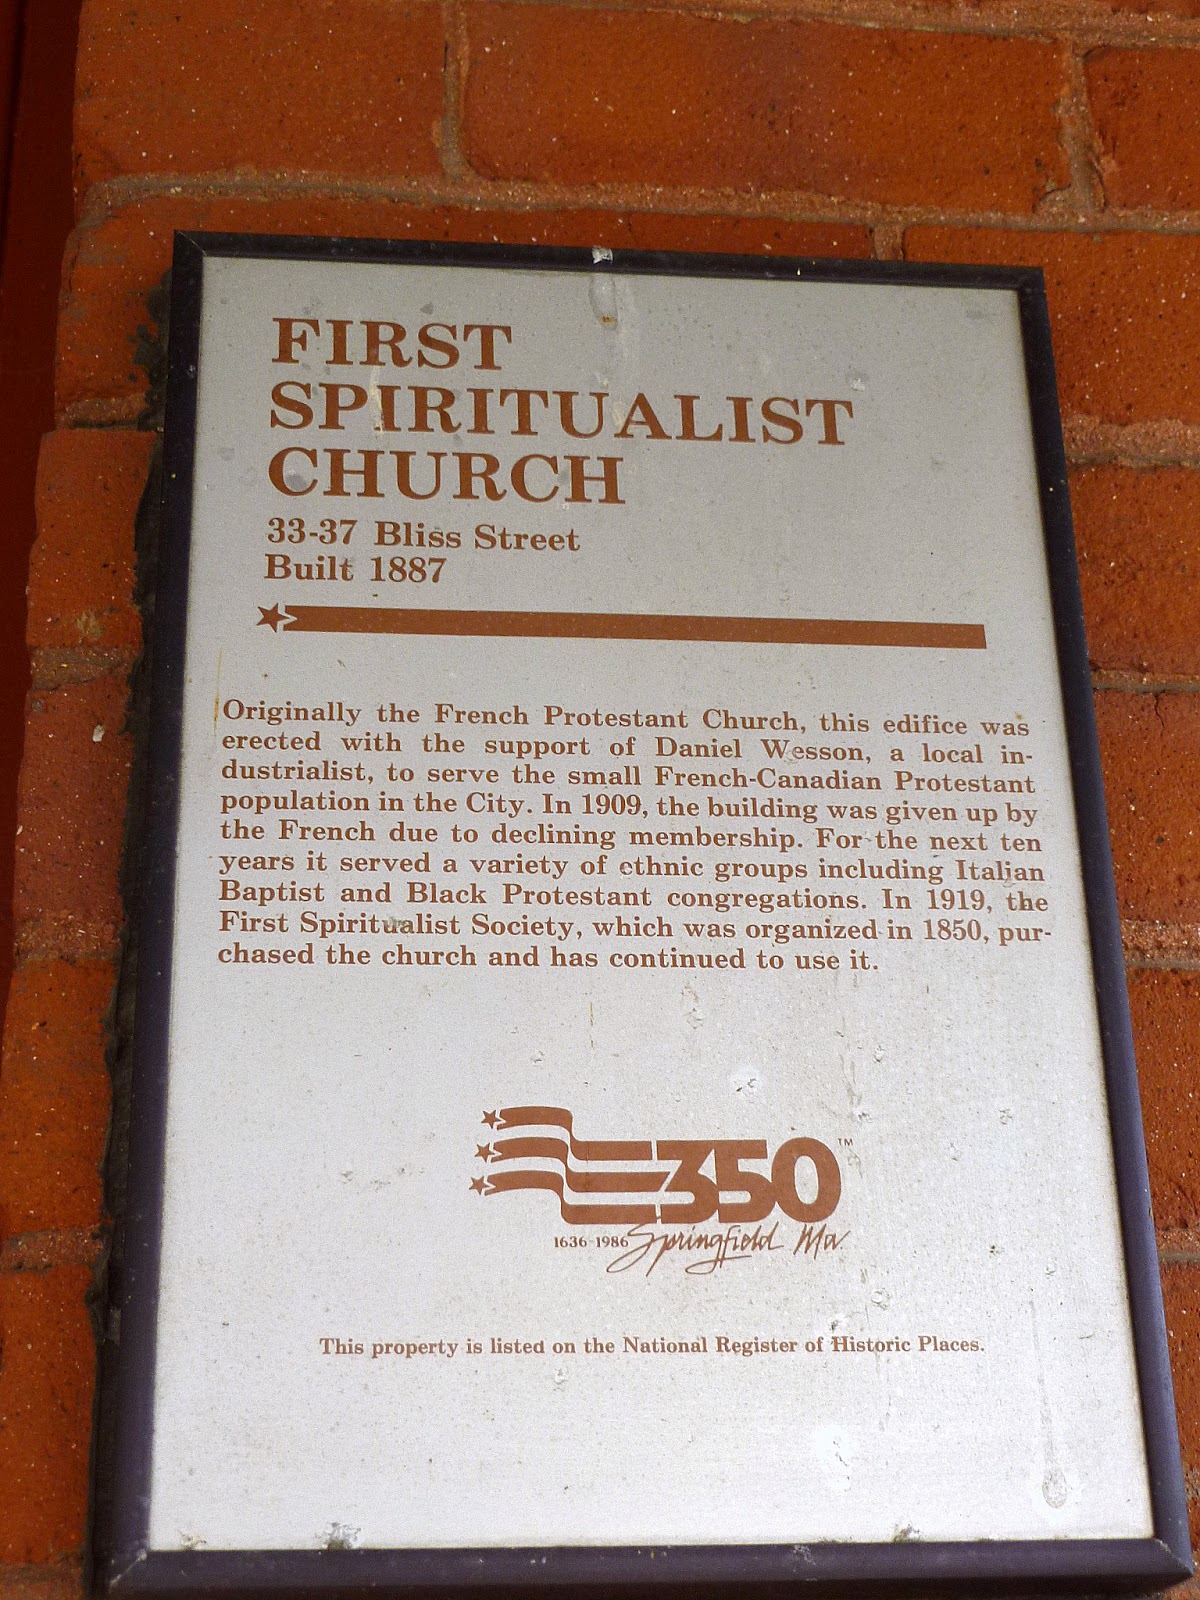 FIRST
SPIRITUALIST
CHURCH
33-37 Bliss Street
Built 1887
Originally the French Protestant Church, this edifice was
erected with the support of Daniel Wesson, a local in-
dustrialist, to serve the small French-Canadian Protestant
population in the City. In 1909, the building was given up by
the French due to declining membership. For the next ten
years it served a variety of ethnic groups including Italian
Baptist and Black Protestant congregations. In 1919, the
First Spiritualist Society, which was organized in 1850, pur-
chased the church and has continued to use it.
350™
1636-1986 Springfield Ma.
This property is listed on the National Register of Historic Places.